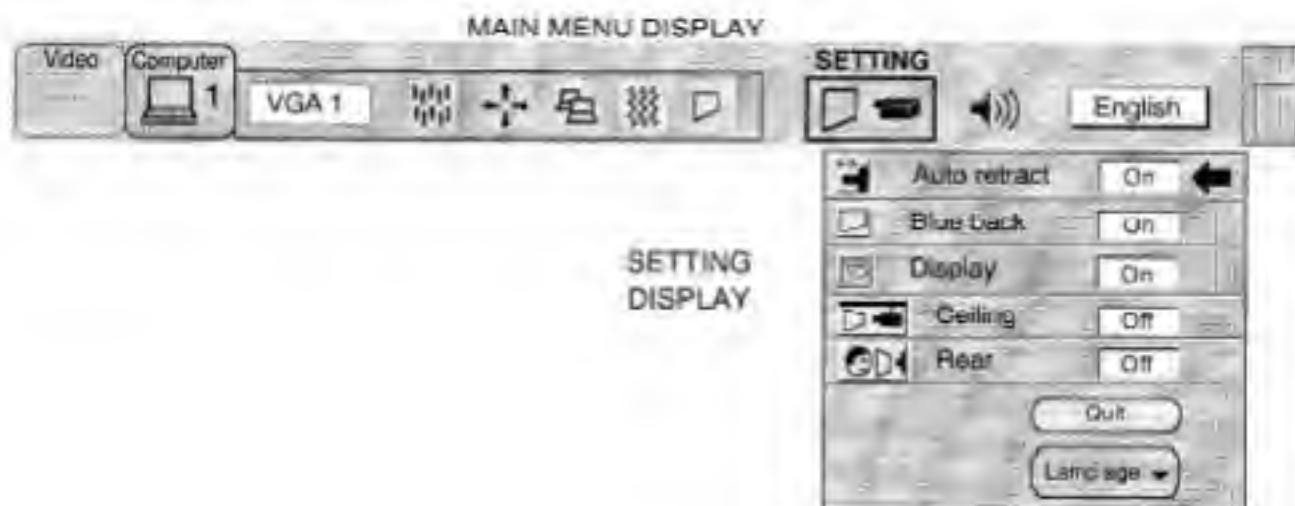 MAIN MENU DISPLAY
Video Computer SETTING
1 VGA 1 English
Auto retract On
Blue back On
SETTING
Display On
DISPLAY
Ceiling Off
Rear Off
Quit